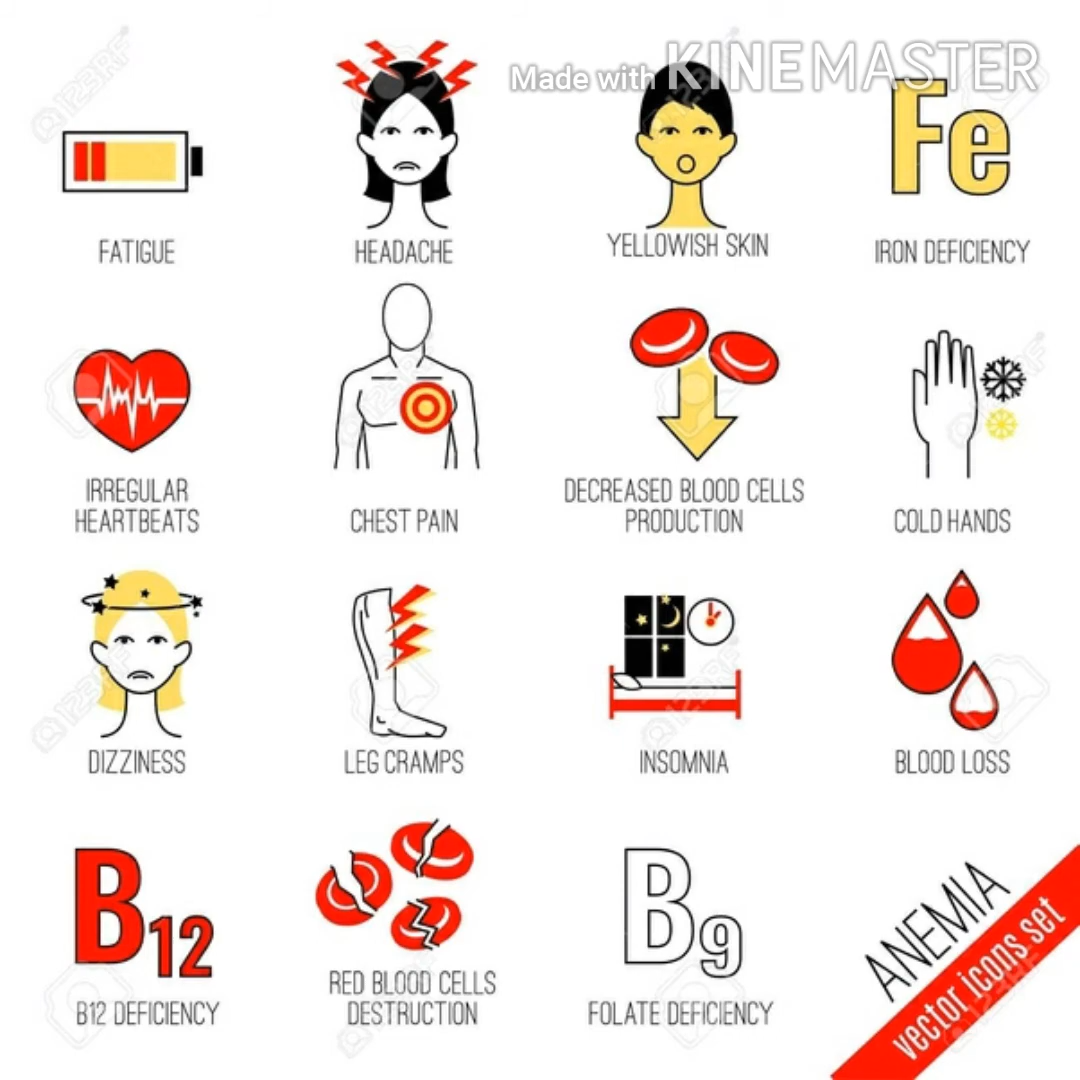 Made with KINEMASTER
Fe
FATIGUE
HEADACHE
YELLOWISH SKIN
IRON DEFICIENCY
IRREGULAR
HEARTBEATS
CHEST PAIN
DECREASED BLOOD CELLS
PRODUCTION
COLD HANDS
DIZZINESS
LEG CRAMPS
INSOMNIA
BLOOD LOSS
B12
B12 DEFICIENCY
RED BLOOD CELLS
DESTRUCTION
B9
FOLATE DEFICIENCY
ANEMIA
vector icons set
123RF